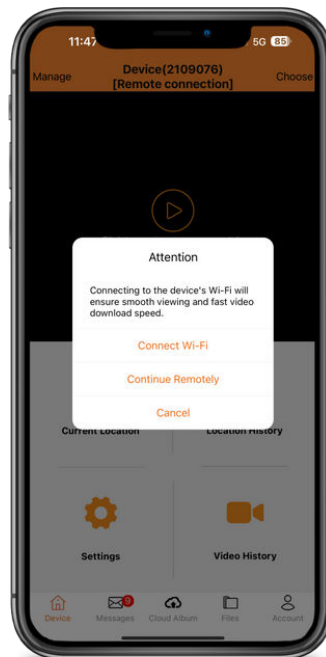 11:47
5G 85
Manage
Device(2109076)
[Remote connection]
Choose
Attention
Connecting to the device's Wi-Fi will
ensure smooth viewing and fast video
download speed.
Connect Wi-Fi
Continue Remotely
Cancel
Current Location
Location History
Settings
Video History
9
Device
Messages
Cloud Album
Files
Account